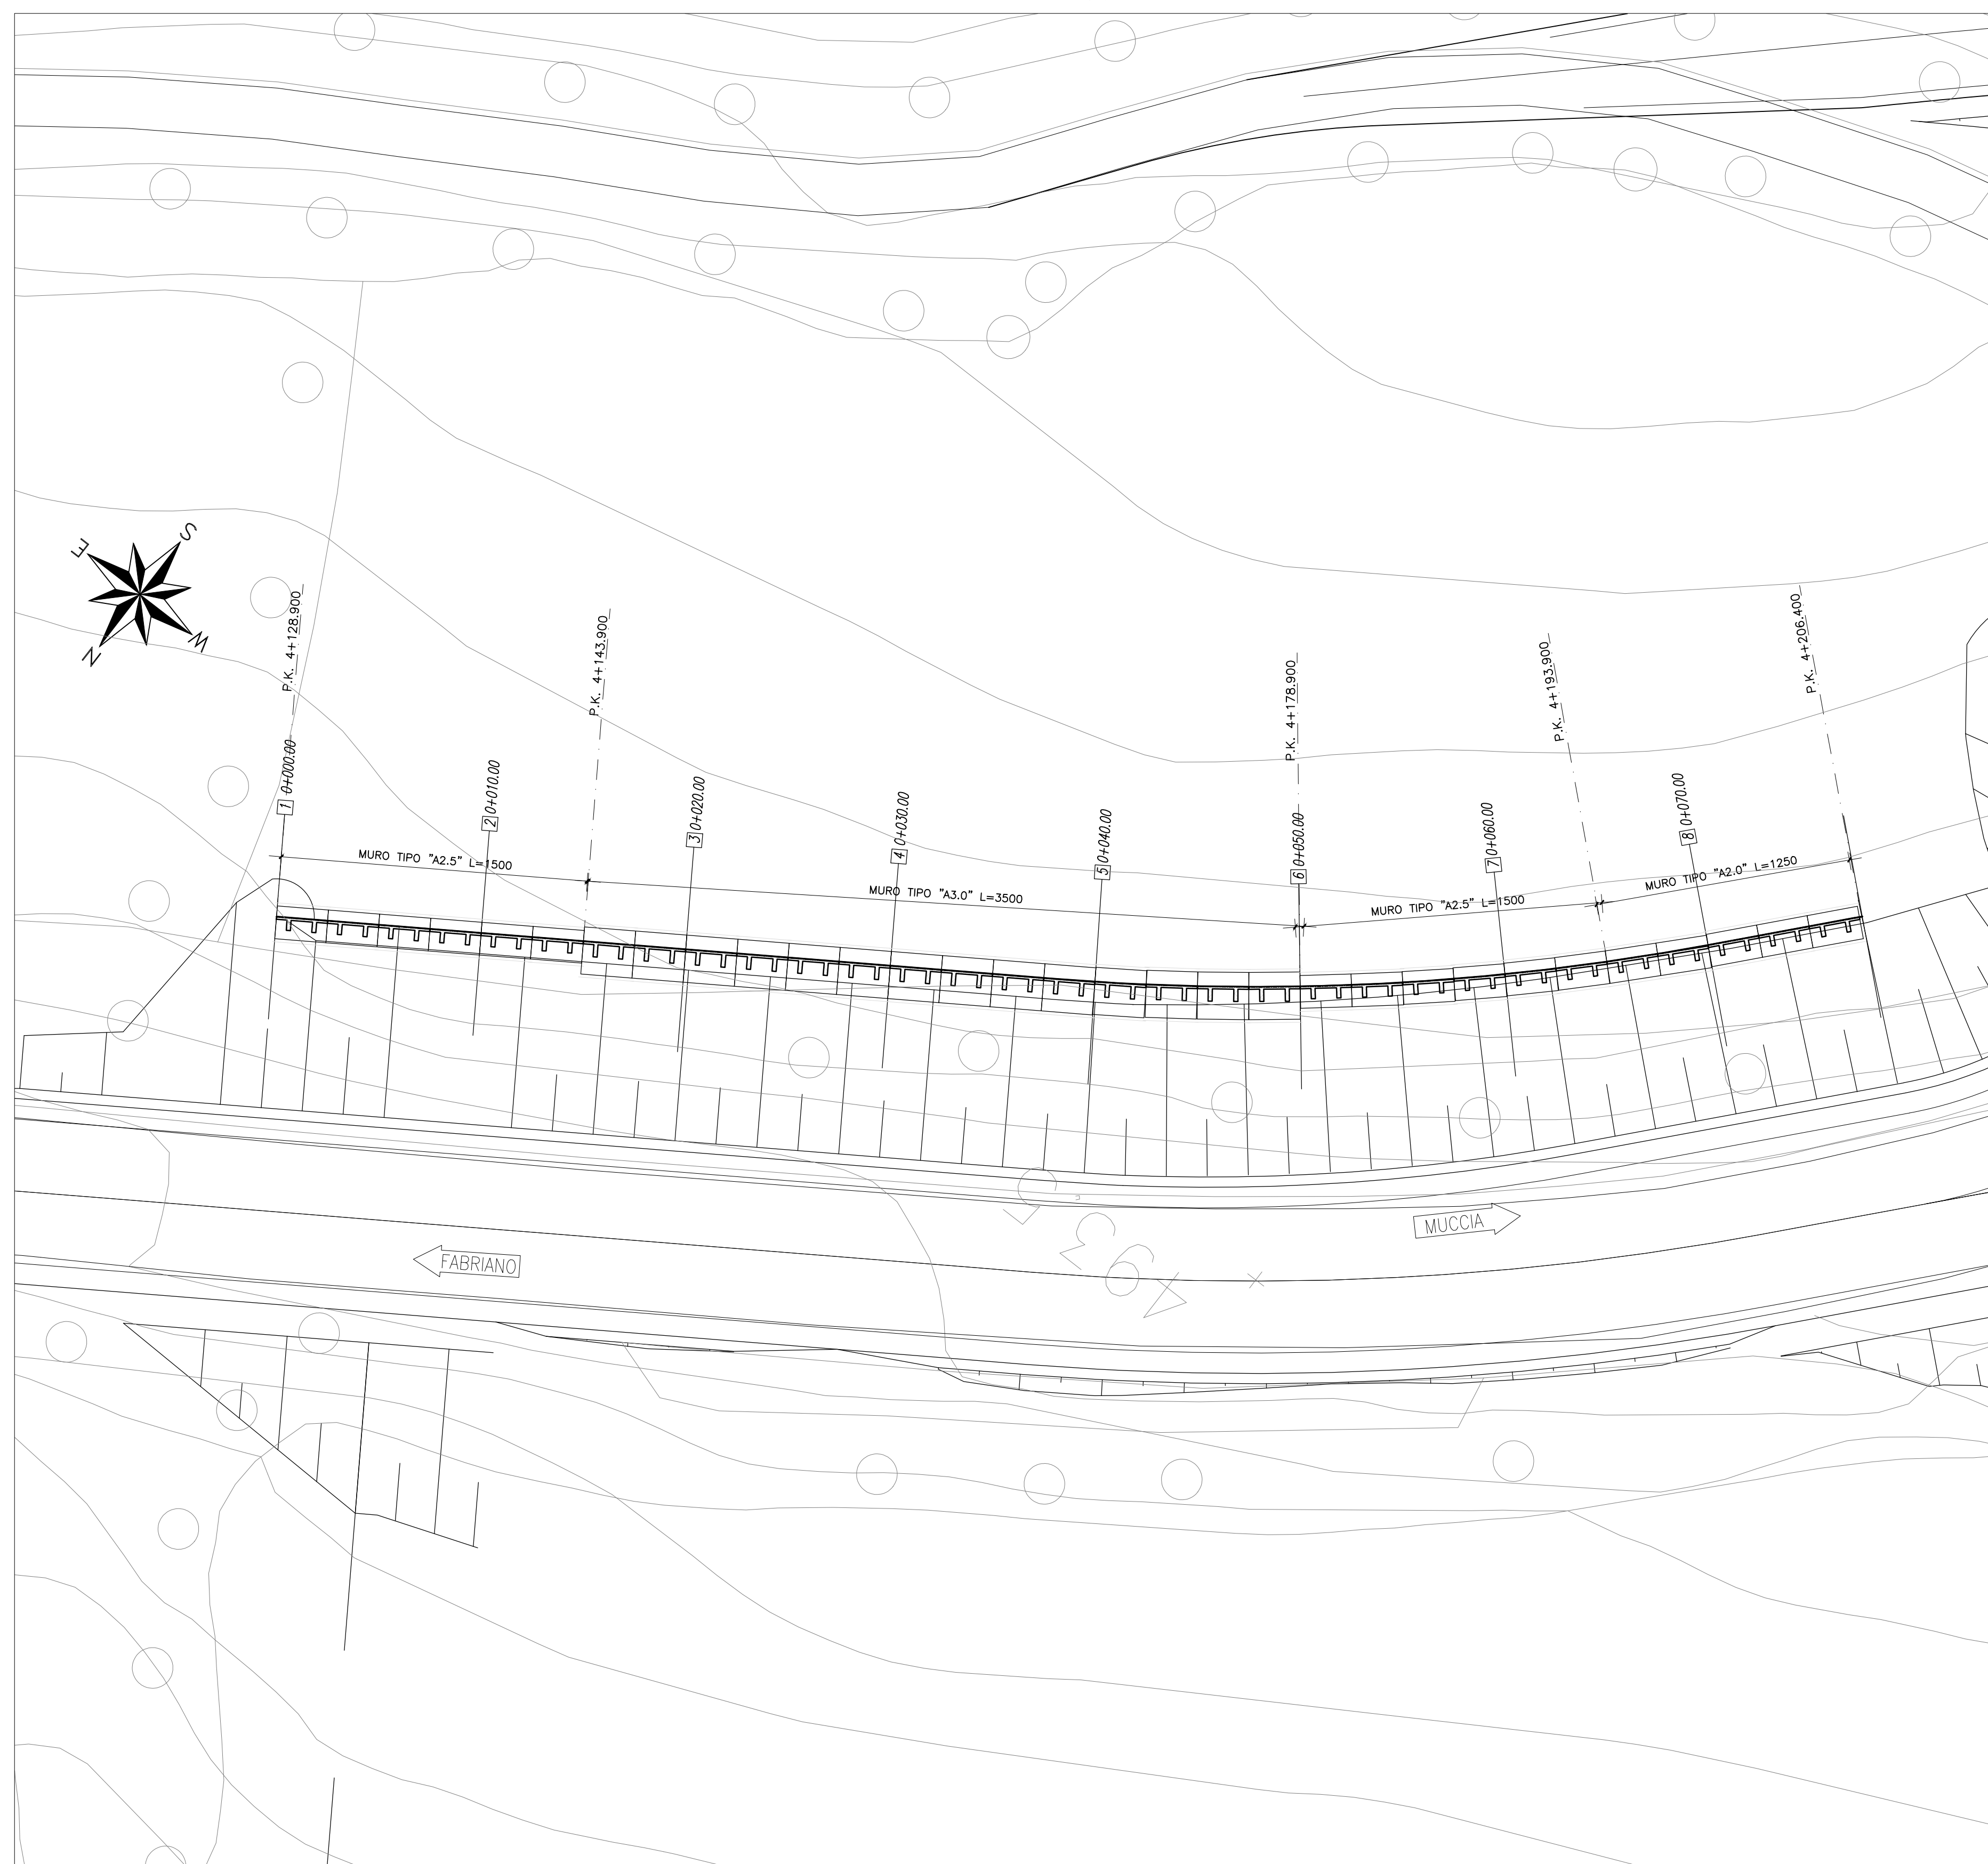 S
E
W
N
P.K. 4+128.900
P.K. 4+143.900
P.K. 4+178.900
P.K. 4+193.900
P.K. 4+206.400
1 0+000.00
2 0+010.00
3 0+020.00
4 0+030.00
5 0+040.00
6 0+050.00
7 0+060.00
8 0+070.00
MURO TIPO "A2.5" L=1500
MURO TIPO "A3.0" L=3500
MURO TIPO "A2.5" L=1500
MURO TIPO "A2.0" L=1250
MUCCIA
FABRIANO